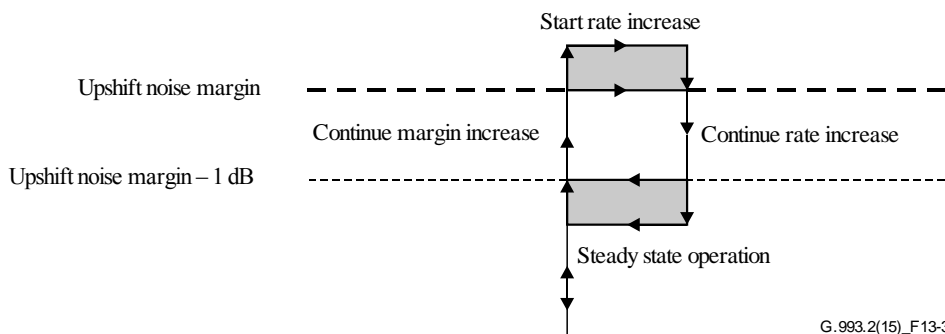 Start rate increase
Upshift noise margin
Continue margin increase
Continue rate increase
Upshift noise margin – 1 dB
Steady state operation
G.993.2(15)_F13-3